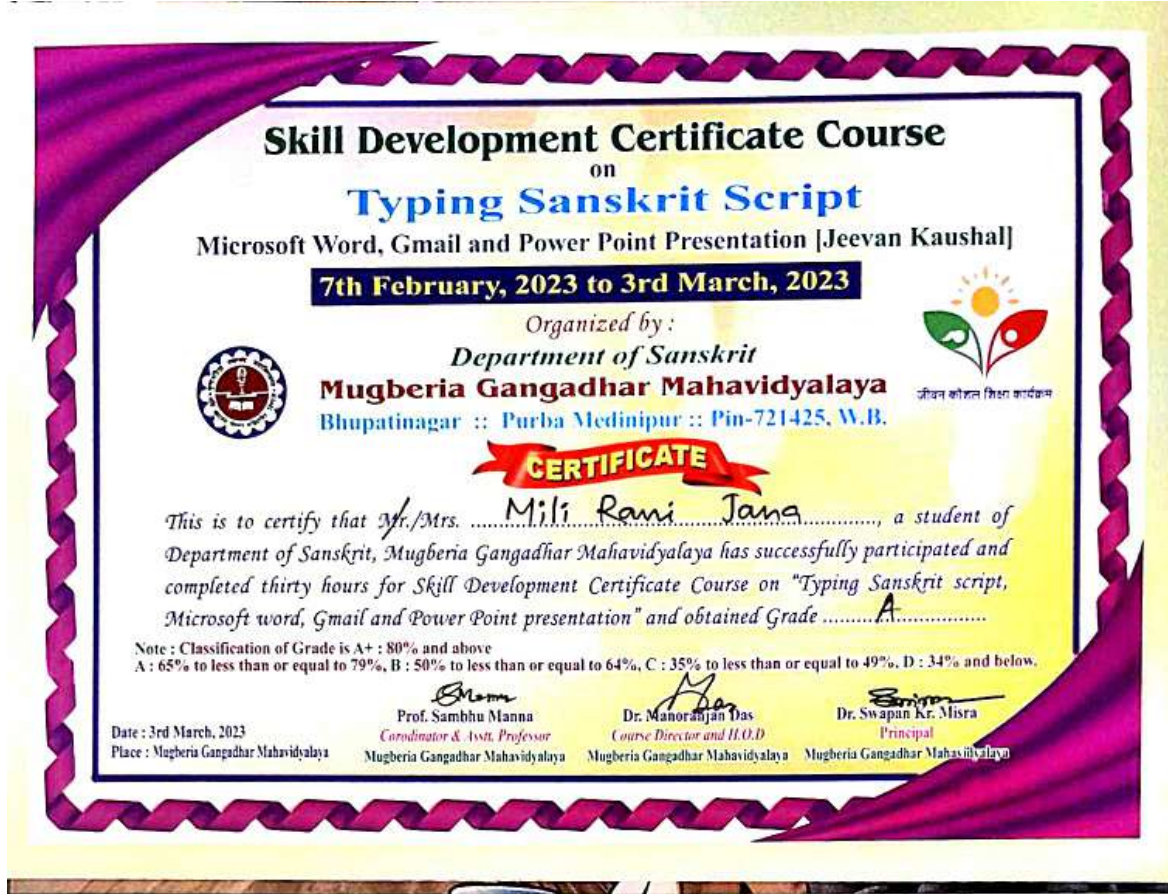 Skill Development Certificate Course
on
Typing Sanskrit Script
Microsoft Word, Gmail and Power Point Presentation [Jeevan Kaushal]
7th February, 2023 to 3rd March, 2023
Organized by :
Department of Sanskrit
Mugberia Gangadhar Mahavidyalaya
Bhupatinagar :: Purba Medinipur :: Pin-721425, W.B.
जीवन कौशल शिक्षा कार्यक्रम
CERTIFICATE
This is to certify that Mr./Mrs. Mili Rani Jana, a student of
Department of Sanskrit, Mugberia Gangadhar Mahavidyalaya has successfully participated and
completed thirty hours for Skill Development Certificate Course on "Typing Sanskrit script,
Microsoft word, Gmail and Power Point presentation" and obtained Grade A
Note : Classification of Grade is A+ : 80% and above
A : 65% to less than or equal to 79%, B : 50% to less than or equal to 64%, C : 35% to less than or equal to 49%, D : 34% and below.
Date : 3rd March, 2023
Place : Mugberia Gangadhar Mahavidyalaya
Prof. Sambhu Manna
Corodinator & Asstt. Professor
Mugberia Gangadhar Mahavidyalaya
Dr. Manoranjan Das
Course Director and H.O.D
Mugberia Gangadhar Mahavidyalaya
Dr. Swapan Kr. Misra
Principal
Mugberia Gangadhar Mahavidyalaya